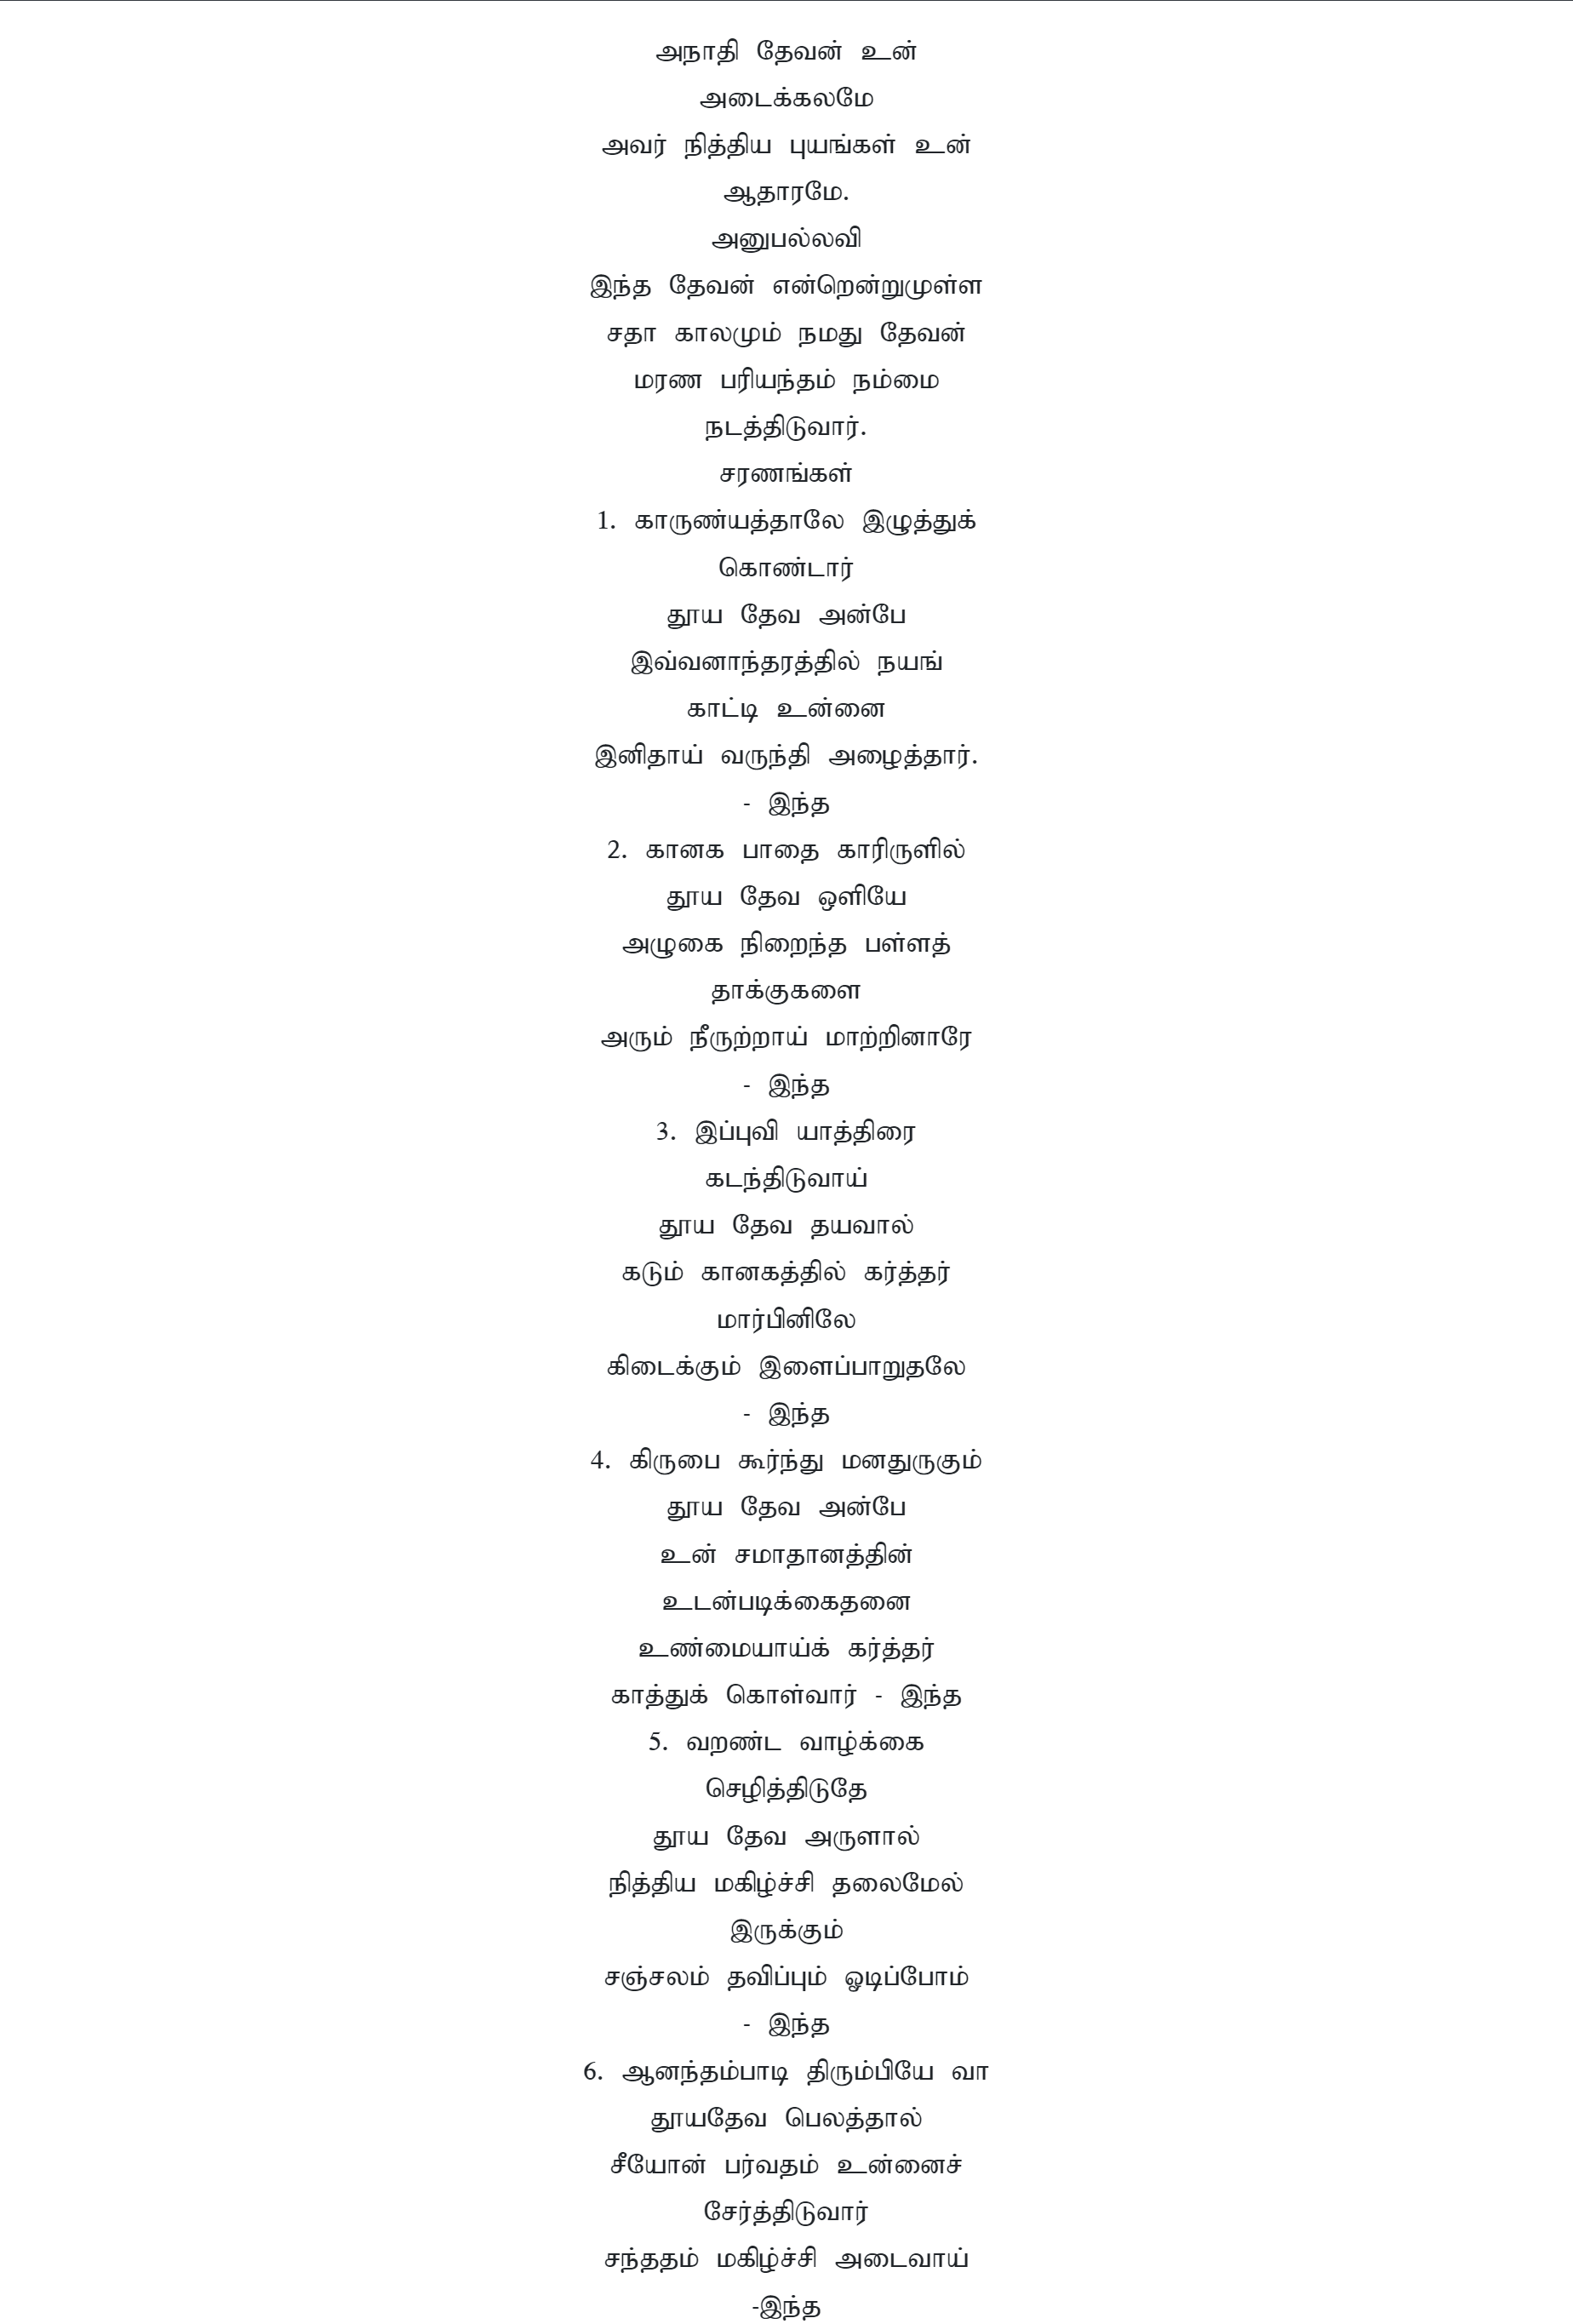 அநாதி தேவன் உன்
அடைக்கலமே
அவர் நித்திய புயங்கள் உன்
ஆதாரமே.
அனுபல்லவி
இந்த தேவன் என்றென்றுமுள்ள
சதா காலமும் நமது தேவன்
மரண பரியந்தம் நம்மை
நடத்திடுவார்.
சரணங்கள்
1. காருண்யத்தாலே இழுத்துக்
கொண்டார்
தூய தேவ அன்பே
இவ்வனாந்தரத்தில் நயங்
காட்டி உன்னை
இனிதாய் வருந்தி அழைத்தார்.
- இந்த
2. கானக பாதை காரிருளில்
தூய தேவ ஒளியே
அழுகை நிறைந்த பள்ளத்
தாக்குகளை
அரும் நீருற்றாய் மாற்றினாரே
- இந்த
3. இப்புவி யாத்திரை
கடந்திடுவாய்
தூய தேவ தயவால்
கடும் கானகத்தில் கர்த்தர்
மார்பினிலே
கிடைக்கும் இளைப்பாறுதலே
- இந்த
4. கிருபை கூர்ந்து மனதுருகும்
தூய தேவ அன்பே
உன் சமாதானத்தின்
உடன்படிக்கைதனை
உண்மையாய்க் கர்த்தர்
காத்துக் கொள்வார் - இந்த
5. வறண்ட வாழ்க்கை
செழித்திடுதே
தூய தேவ அருளால்
நித்திய மகிழ்ச்சி தலைமேல்
இருக்கும்
சஞ்சலம் தவிப்பும் ஓடிப்போம்
- இந்த
6. ஆனந்தம்பாடி திரும்பியே வா
தூயதேவ பெலத்தால்
சீயோன் பர்வதம் உன்னைச்
சேர்த்திடுவார்
சந்ததம் மகிழ்ச்சி அடைவாய்
-இந்த